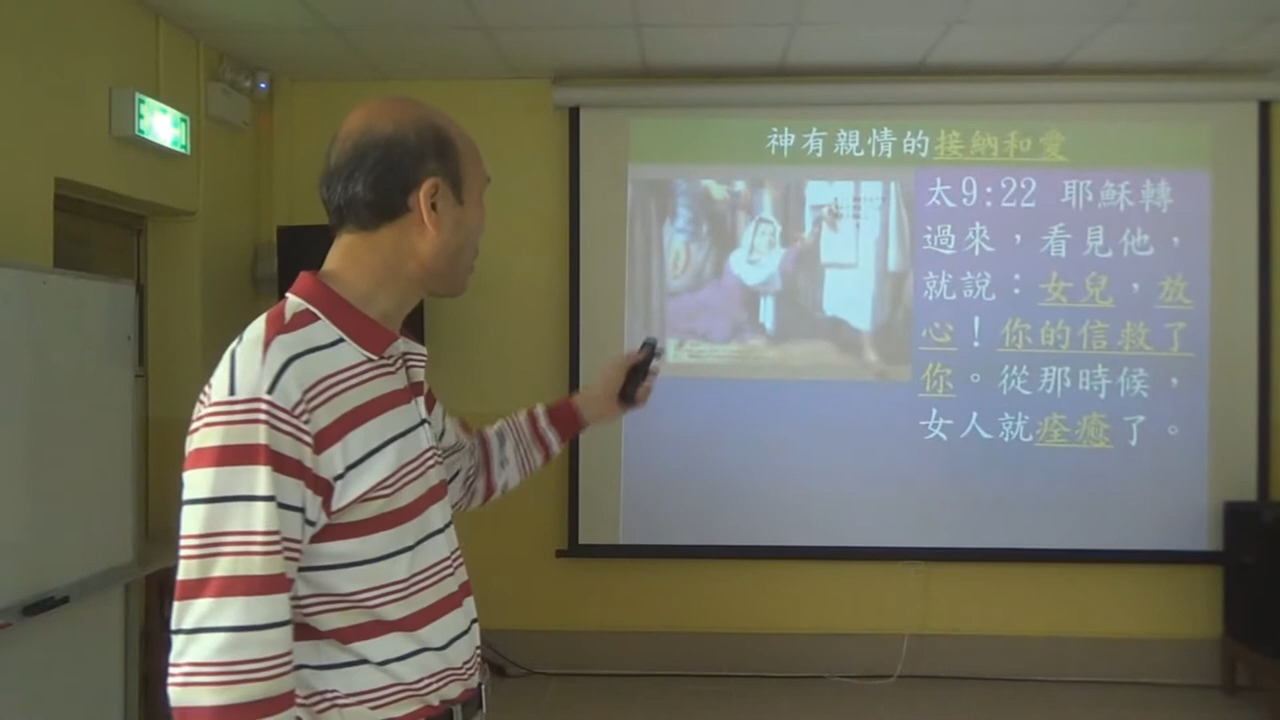 神有親情的接納和愛
太9:22 耶穌轉
過來，看見他，
就說：女兒，放
心！你的信救了
你。從那時候，
女人就痊癒了。